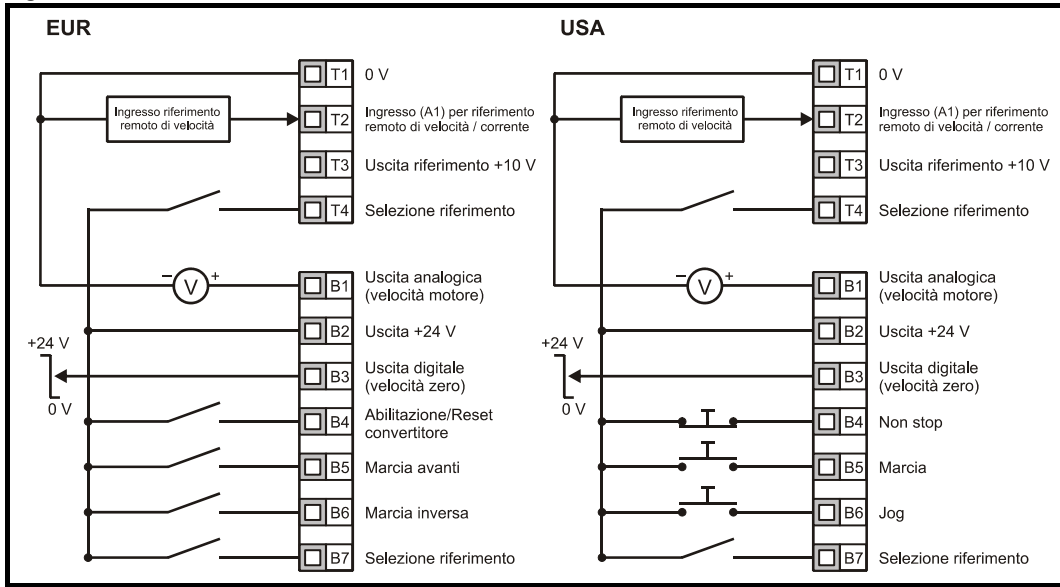 EUR
T1 0 V
Ingresso riferimento
remoto di velocità
T2 Ingresso (A1) per riferimento
remoto di velocità / corrente
T3 Uscita riferimento +10 V
T4 Selezione riferimento
− V +
B1 Uscita analogica
(velocità motore)
B2 Uscita +24 V
+24 V
0 V
B3 Uscita digitale
(velocità zero)
B4 Abilitazione/Reset
convertitore
B5 Marcia avanti
B6 Marcia inversa
B7 Selezione riferimento
USA
T1 0 V
Ingresso riferimento
remoto di velocità
T2 Ingresso (A1) per riferimento
remoto di velocità / corrente
T3 Uscita riferimento +10 V
T4 Selezione riferimento
− V +
B1 Uscita analogica
(velocità motore)
B2 Uscita +24 V
+24 V
0 V
B3 Uscita digitale
(velocità zero)
B4 Non stop
B5 Marcia
B6 Jog
B7 Selezione riferimento